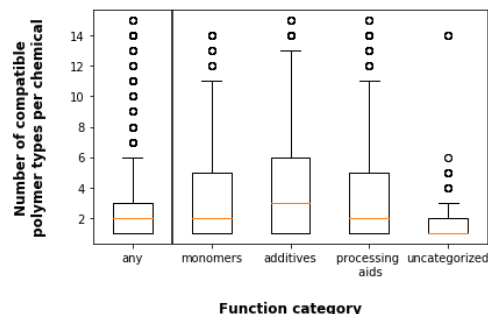 Number of compatible
polymer types per chemical
14
12
10
8
6
4
2
any
monomers
additives
processing
aids
uncategorized
Function category